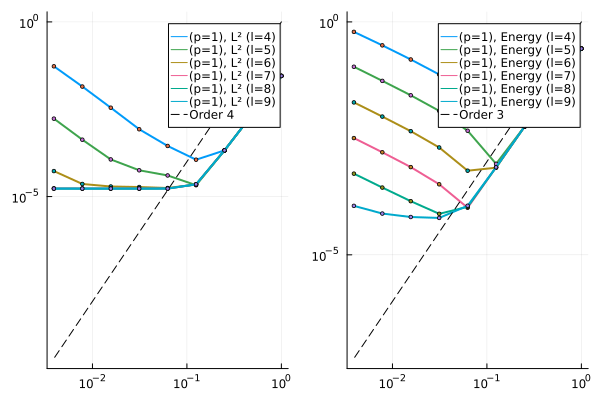 10⁰
10⁻⁵
10⁻²
10⁻¹
10⁰
(p=1), L² (l=4)
(p=1), L² (l=5)
(p=1), L² (l=6)
(p=1), L² (l=7)
(p=1), L² (l=8)
(p=1), L² (l=9)
Order 4
10⁰
10⁻⁵
10⁻²
10⁻¹
10⁰
(p=1), Energy (l=4)
(p=1), Energy (l=5)
(p=1), Energy (l=6)
(p=1), Energy (l=7)
(p=1), Energy (l=8)
(p=1), Energy (l=9)
Order 3